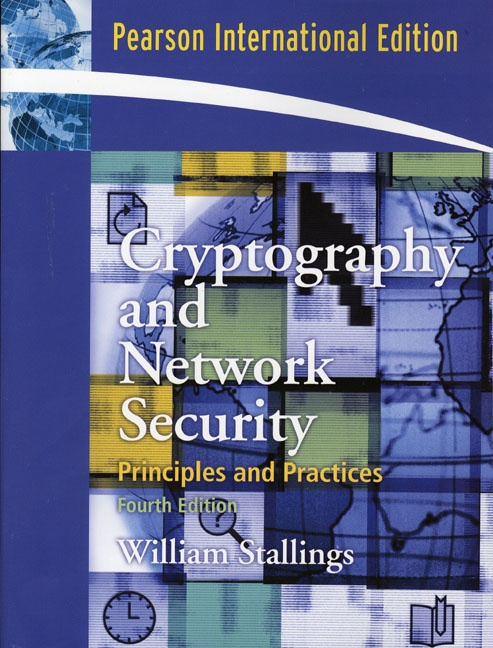 Pearson International Edition
Cryptography
and
Network
Security
Principles and Practices
Fourth Edition
William Stallings